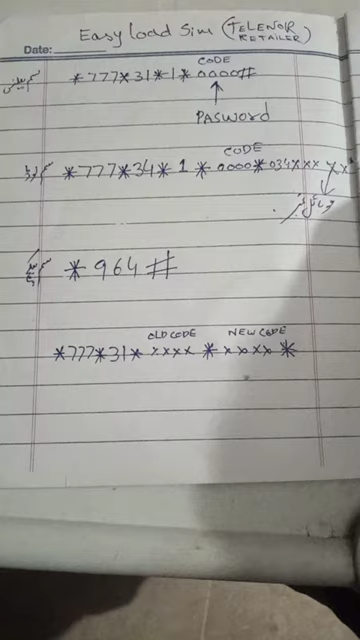 Easy load Sim (TELENOR RETAILER)
Date:
CODE
*777*31*1*0000#
PASWORD
CODE
*777*34*1*0000*034xxxxx
*964#
OLD CODE NEW CODE
*777*31*xxxx*xxxx*